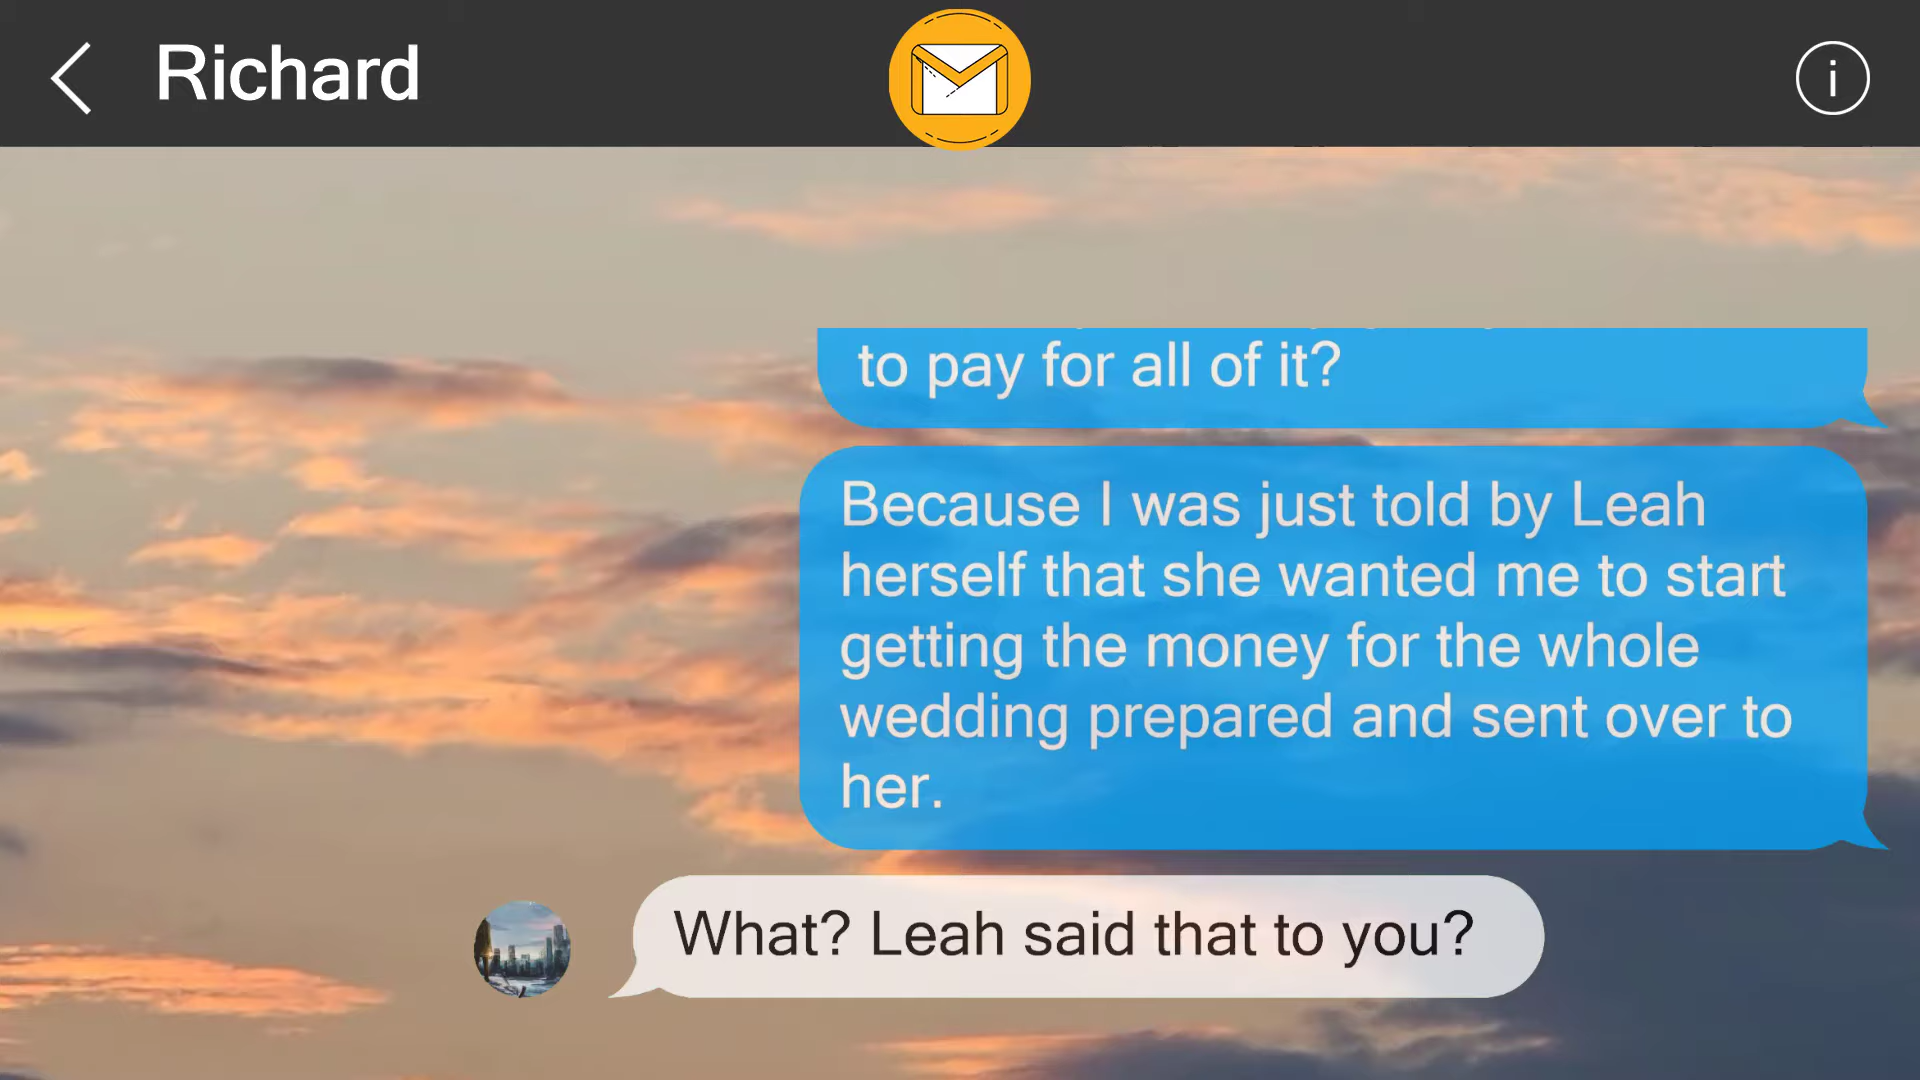 Richard
i
to pay for all of it?
Because I was just told by Leah
herself that she wanted me to start
getting the money for the whole
wedding prepared and sent over to
her.
What? Leah said that to you?